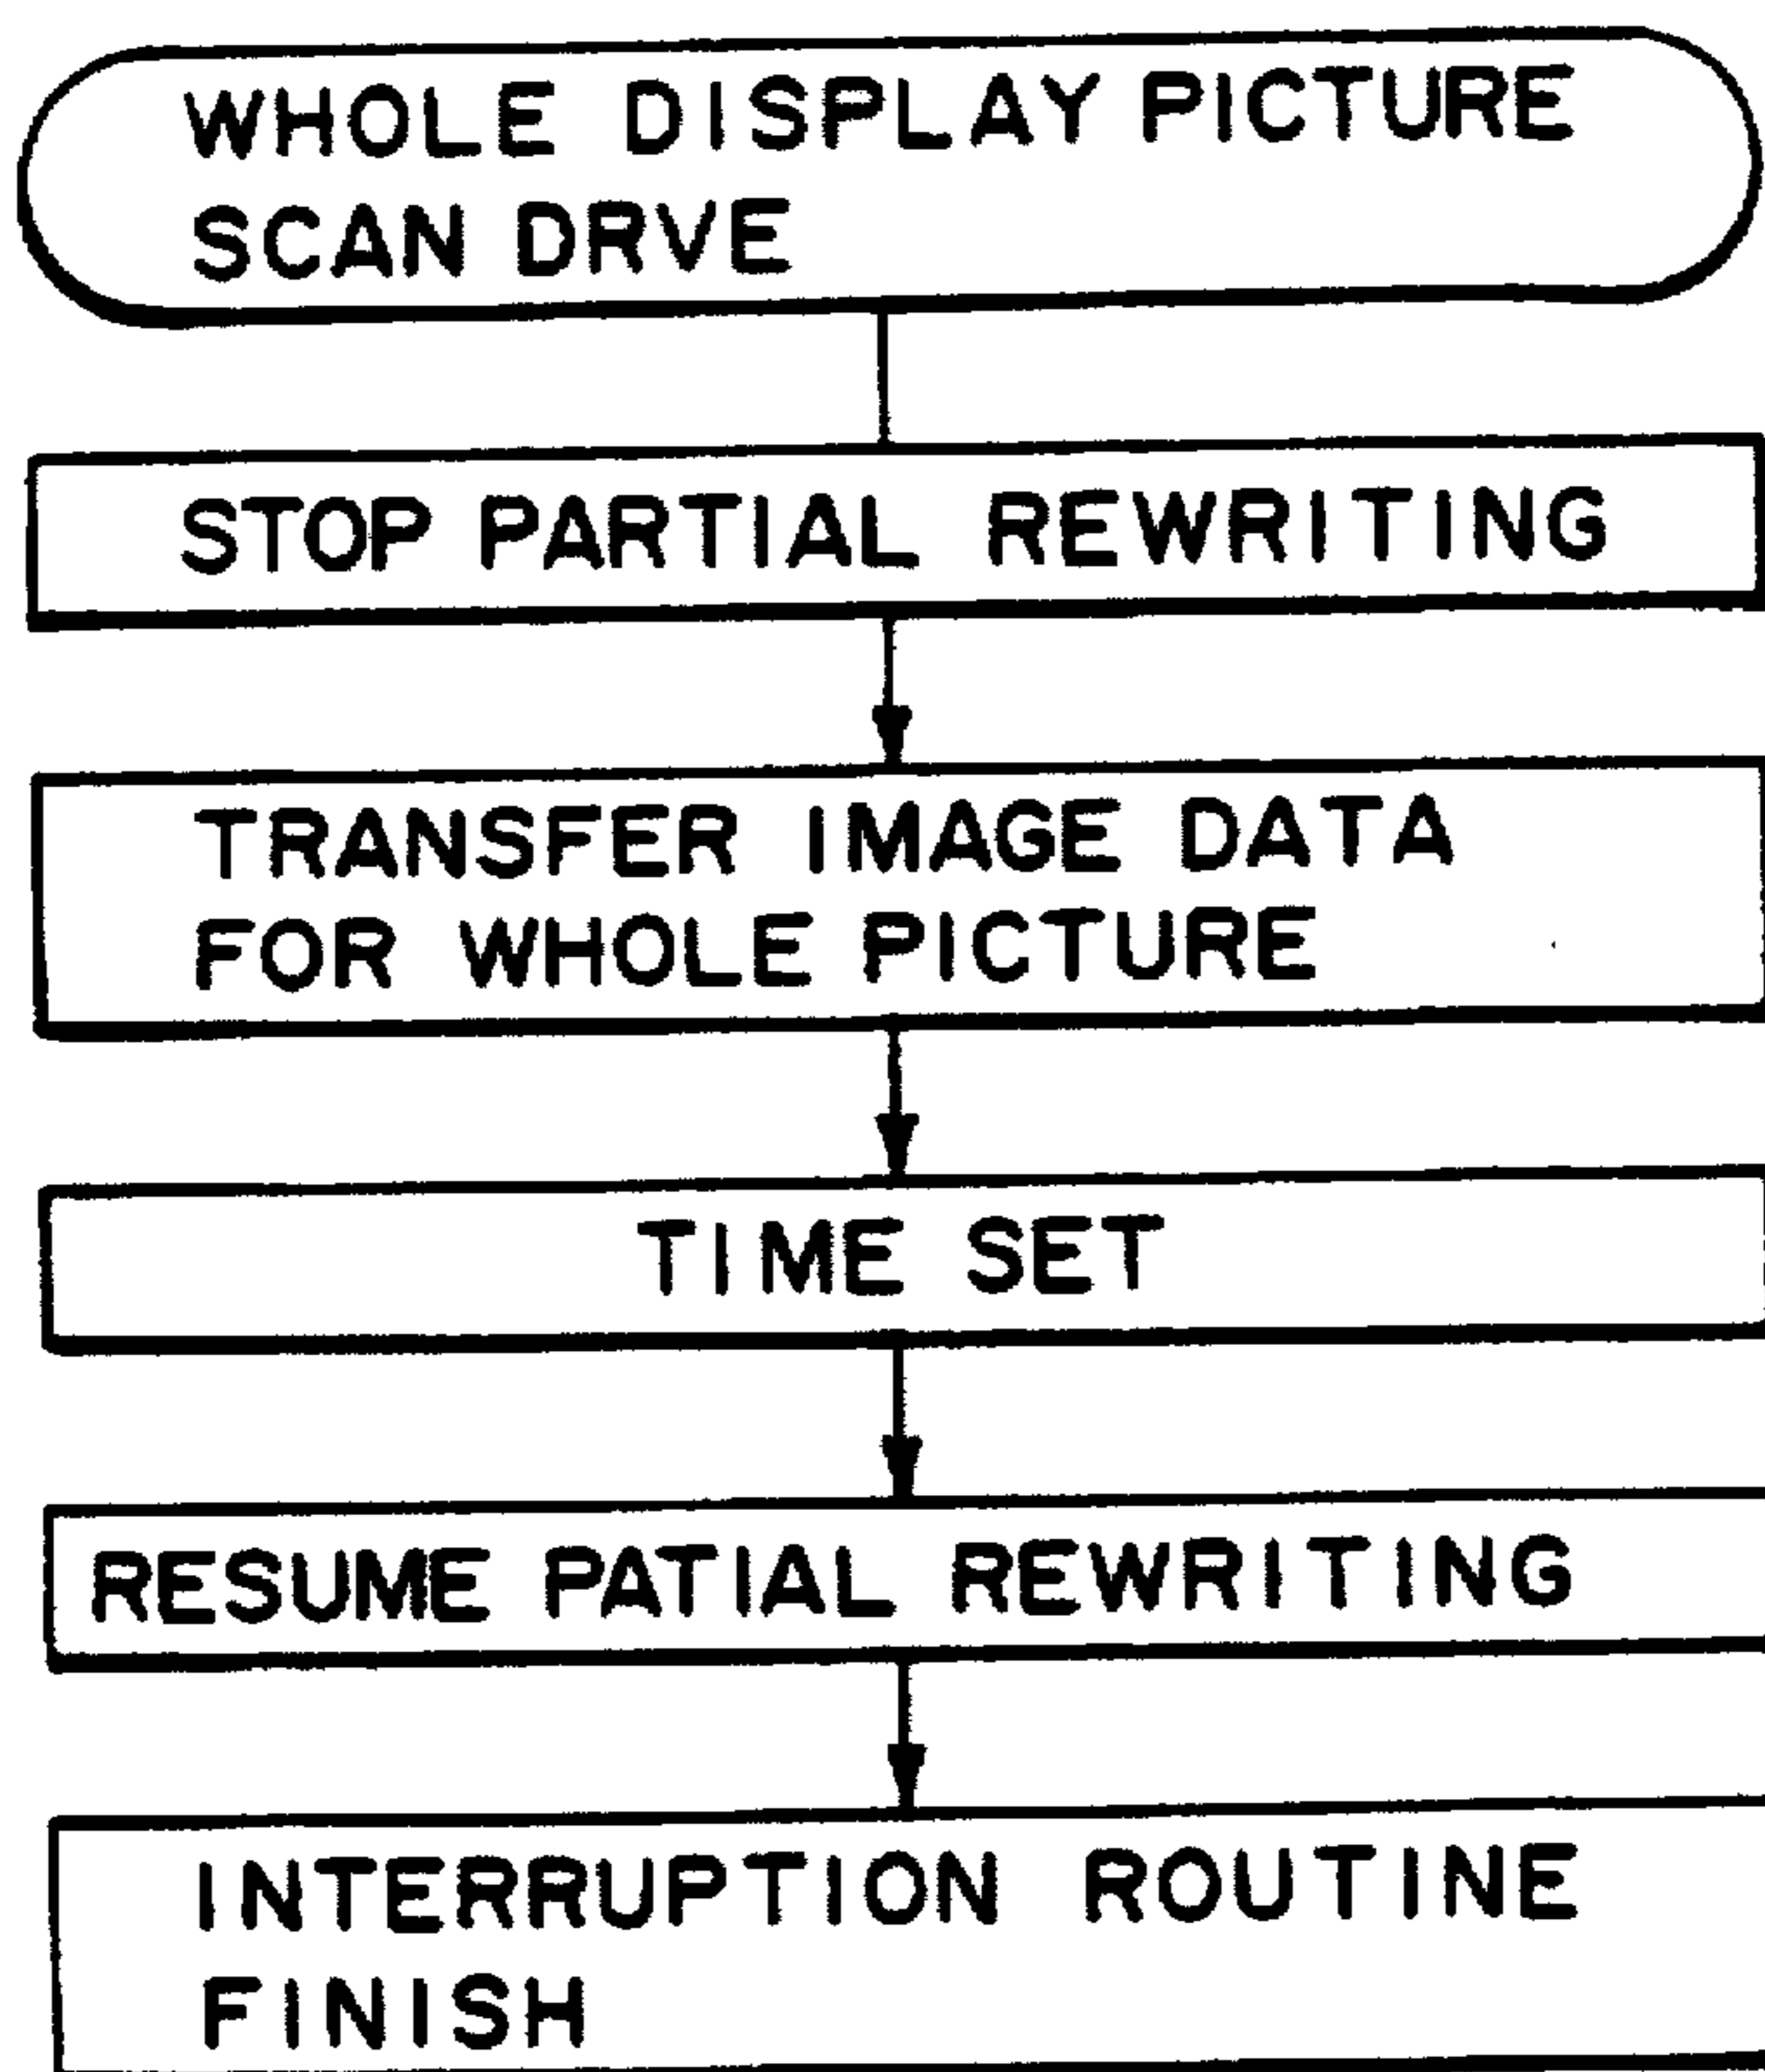 WHOLE DISPLAY PICTURE
SCAN DRVE
STOP PARTIAL REWRITING
TRANSFER IMAGE DATA
FOR WHOLE PICTURE
TIME SET
RESUME PATIAL REWRITING
INTERRUPTION ROUTINE
FINISH